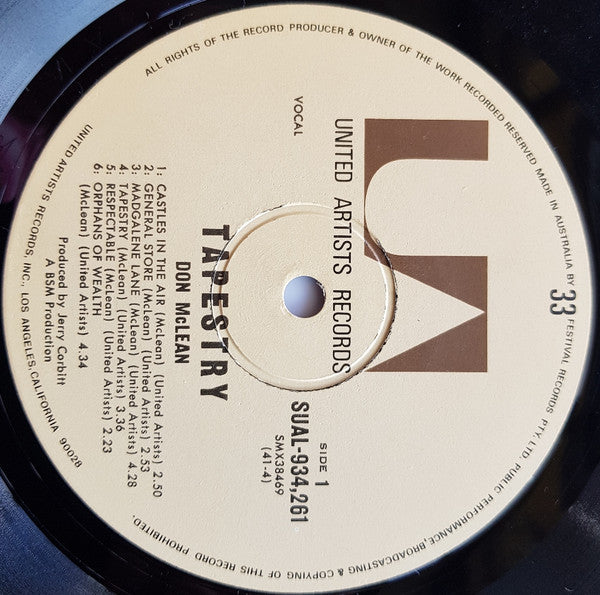 UNITED ARTISTS RECORDS
VOCAL
SIDE 1
SUAL-934,261
SMX38469
(41-4)
33
TAPESTRY
DON McLEAN
1: CASTLES IN THE AIR (McLean) (United Artists) 2.50
2: GENERAL STORE (McLean) (United Artists) 2.53
3: MADGALENE LANE (McLean) (United Artists) 4.28
4: TAPESTRY (McLean) (United Artists) 3.36
5: RESPECTABLE (McLean) (United Artists) 2.23
6: ORPHANS OF WEALTH
(McLean) (United Artists) 4.34
Produced by Jerry Corbitt
A BSM Production
UNITED ARTISTS RECORDS, INC., LOS ANGELES, CALIFORNIA 90028
ALL RIGHTS OF THE RECORD PRODUCER & OWNER OF THE WORK RECORDED RESERVED MADE IN AUSTRALIA BY FESTIVAL RECORDS PTY. LTD. PUBLIC PERFORMANCE, BROADCASTING & COPYING OF THIS RECORD PROHIBITED.